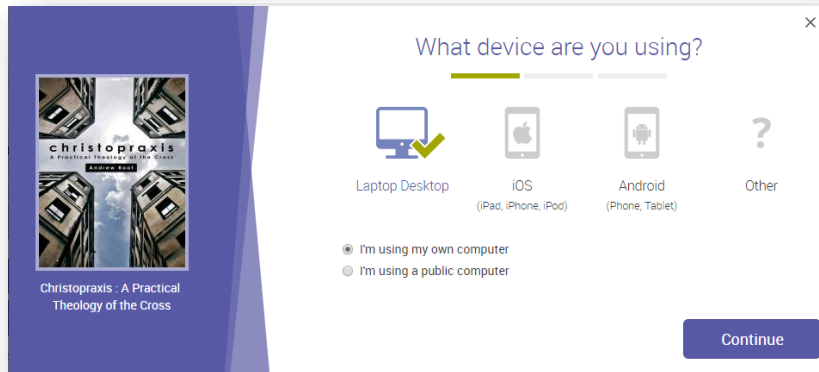 What device are you using?
christopraxis
A Practical Theology of the Cross
Andrew Root
Laptop Desktop
iOS
(iPad, iPhone, iPod)
Android
(Phone, Tablet)
?
Other
I'm using my own computer
I'm using a public computer
Christopraxis : A Practical
Theology of the Cross
Continue